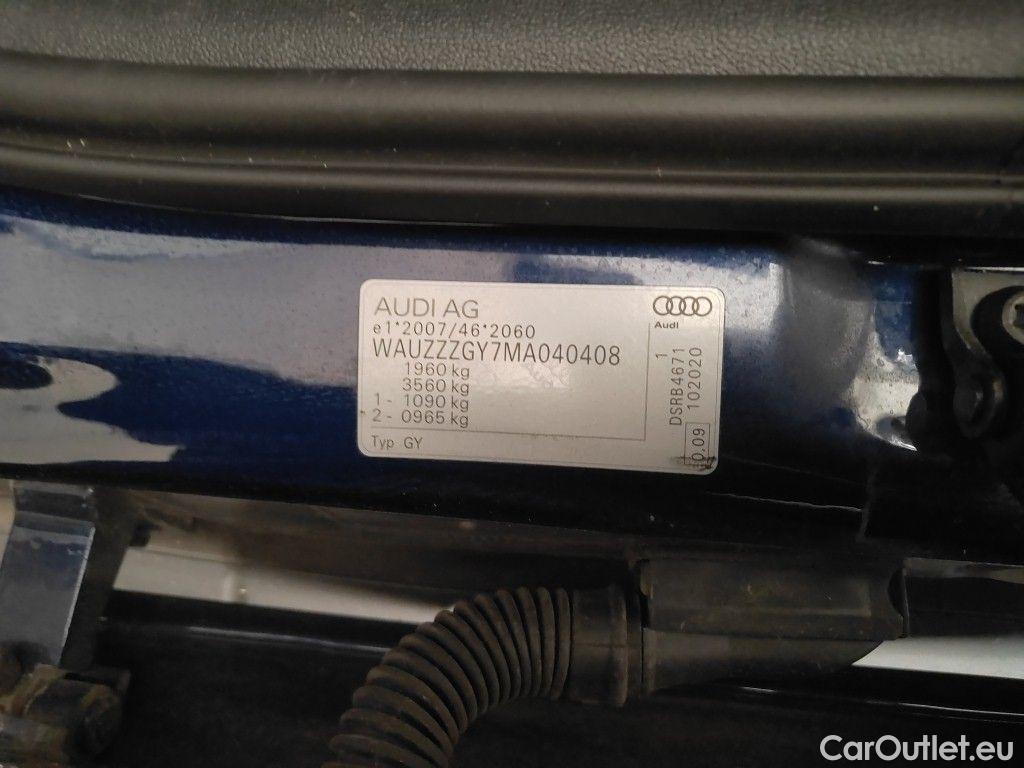 AUDI AG
e1*2007/46*2060
WAUZZZGY7MA040408
1960 kg
3560 kg
1 - 1090 kg
2 - 0965 kg
Typ GY
Audi
1
DSRB4671
102020
0.09
CarOutlet.eu